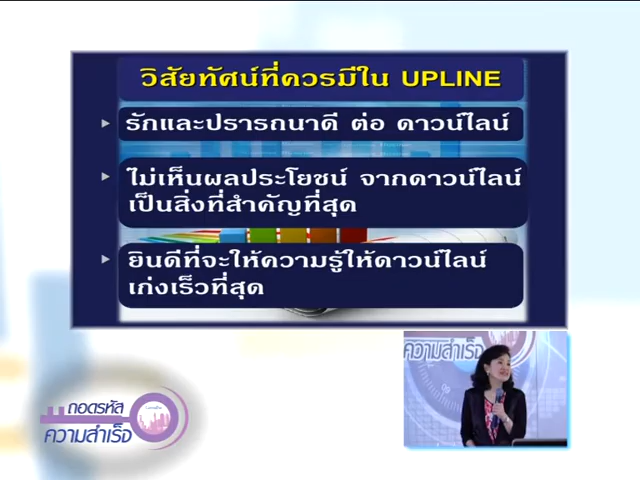 วิสัยทัศน์ที่ควรมีใน UPLINE
รักและปรารถนาดี ต่อ ดาวน์ไลน์
ไม่เห็นผลประโยชน์ จากดาวน์ไลน์
เป็นสิ่งที่สำคัญที่สุด
ยินดีที่จะให้ความรู้ให้ดาวน์ไลน์
เก่งเร็วที่สุด
ความสำเร็จ
ถอดรหัส
ความสำเร็จ